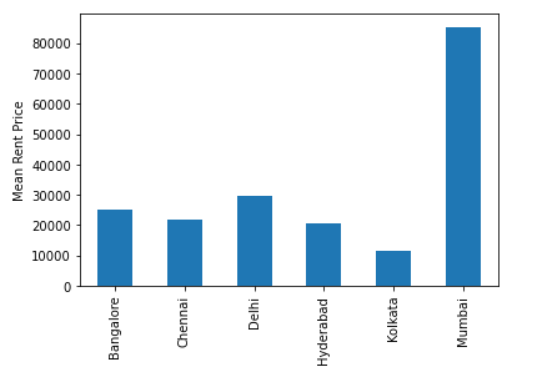 Mean Rent Price
80000
70000
60000
50000
40000
30000
20000
10000
0
Bangalore
Chennai
Delhi
Hyderabad
Kolkata
Mumbai